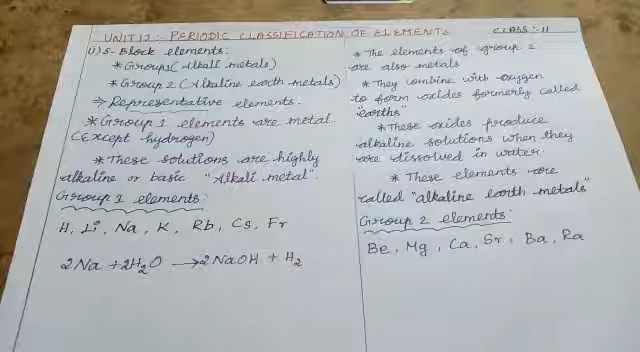 UNIT 12:- PERIODIC CLASSIFICATION OF ELEMENTS
CLASS:- 11
(i) S- Block elements:
* Group 1 (Alkali metals)
* Group 2 (Alkaline earth metals)
⇒ Representative elements.
* Group 1 elements are metal
(Except hydrogen)
* These solutions are highly
alkaline or basic "Alkali metal".
Group 1 elements:
H, Li, Na, K, Rb, Cs, Fr
2Na + 2H₂O → 2NaOH + H₂
* The elements of group 2
are also metals
* They combine with oxygen
to form oxides formerly called
"earths"
* These oxides produce
alkaline solutions when they
are dissolved in water.
* These elements are
called "alkaline earth metals"
Group 2 elements:
Be, Mg, Ca, Sr, Ba, Ra